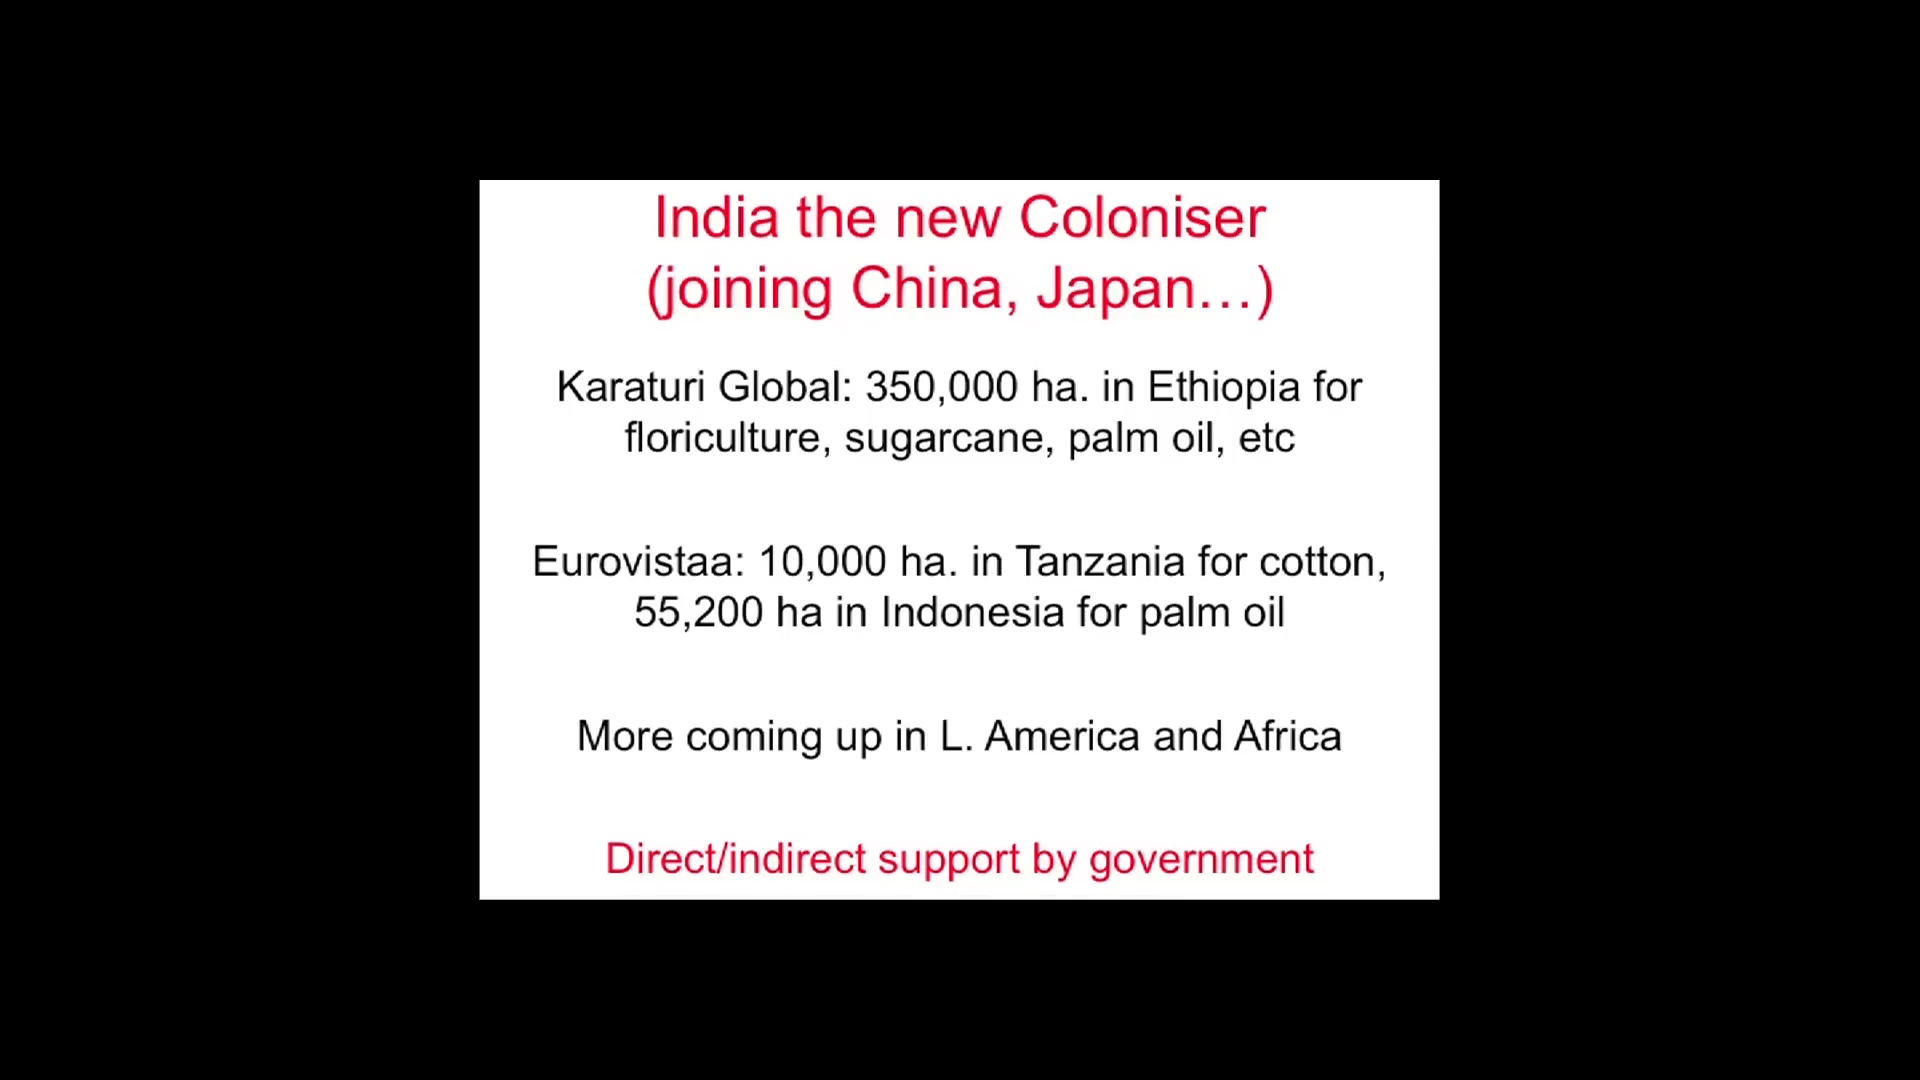 India the new Coloniser
(joining China, Japan…)
Karaturi Global: 350,000 ha. in Ethiopia for
floriculture, sugarcane, palm oil, etc
Eurovistaa: 10,000 ha. in Tanzania for cotton,
55,200 ha in Indonesia for palm oil
More coming up in L. America and Africa
Direct/indirect support by government